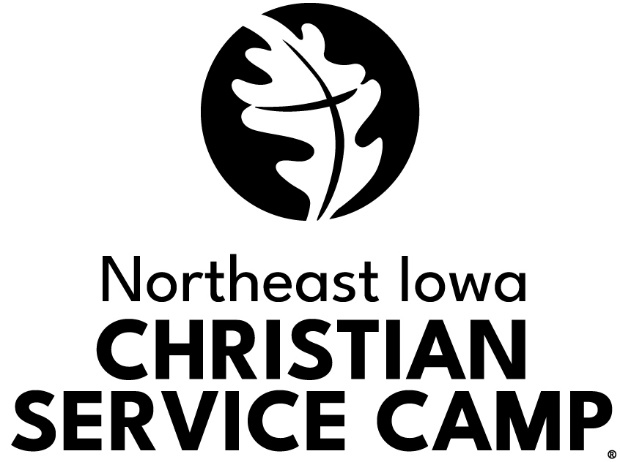 Northeast Iowa
CHRISTIAN
SERVICE CAMP
®